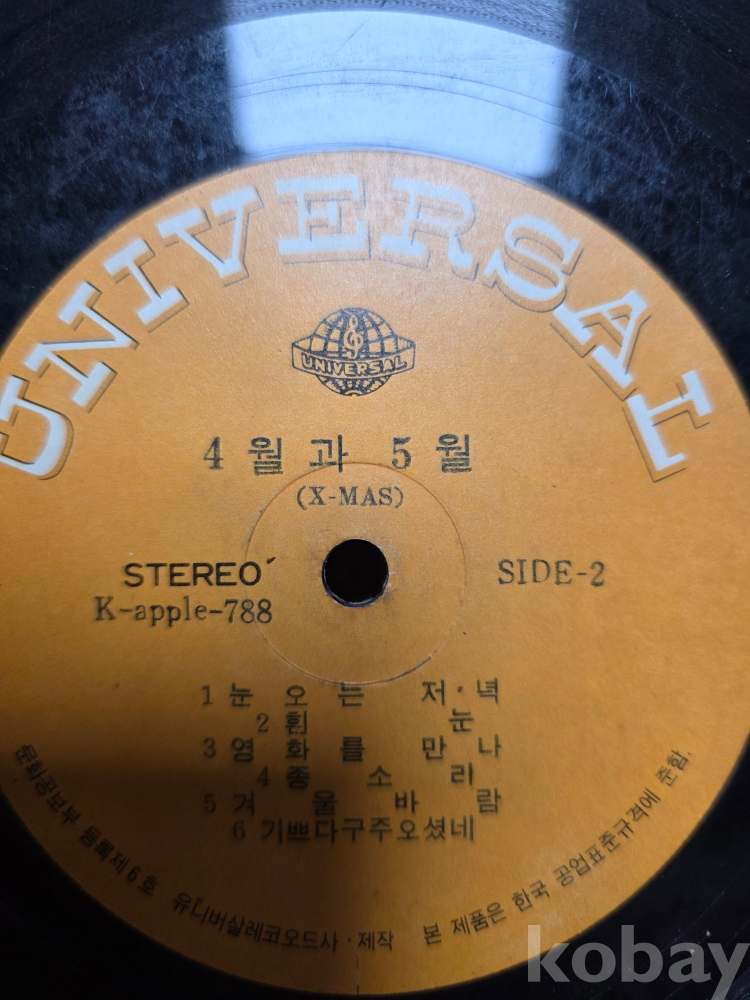 UNIVERSAL
UNIVERSAL
4월과 5월
(X-MAS)
STEREO
SIDE-2
K-apple-788
1 눈 오는 저·녁
2 흰 눈
3 영화를 만나
4 종소리
5 겨울바람
6 기쁘다구주오셨네
문화공보부 등록제6호 유니버살레코오드사·제작 본 제품은 한국 공업표준규격에 준함.
kobay